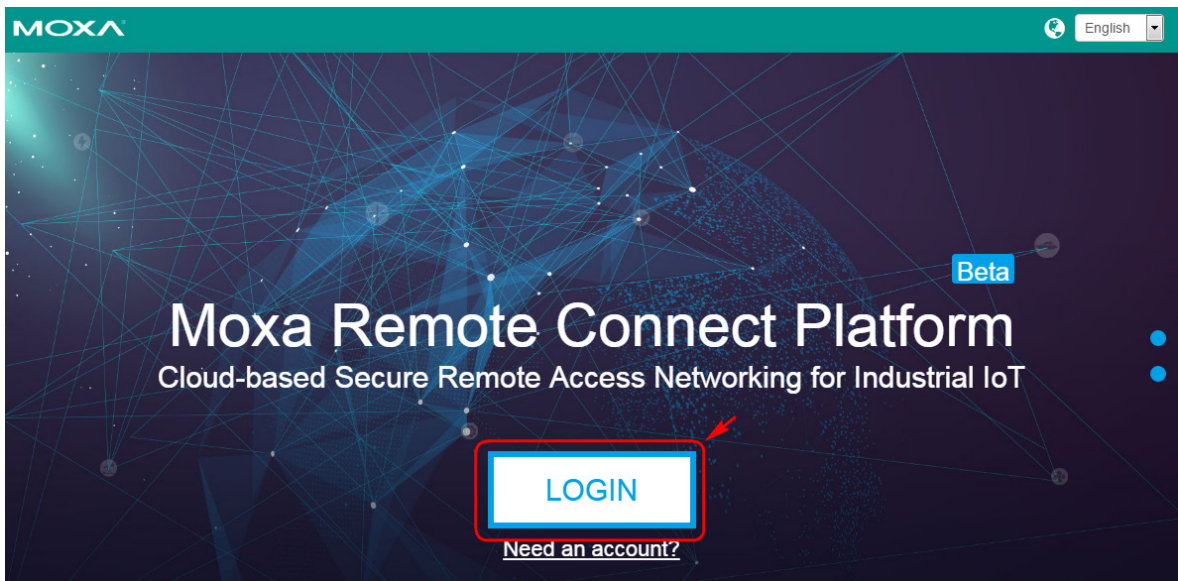 MOXA
English
Beta
Moxa Remote Connect Platform
Cloud-based Secure Remote Access Networking for Industrial IoT
LOGIN
Need an account?